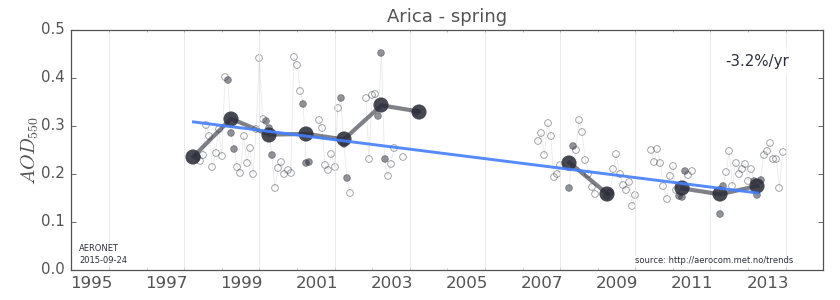 Arica - spring
0.5
-3.2%/yr
0.4
0.3
0.2
0.1
0.0
AOD550
AERONET
2015-09-24
source: http://aerocom.met.no/trends
1995 1997 1999 2001 2003 2005 2007 2009 2011 2013